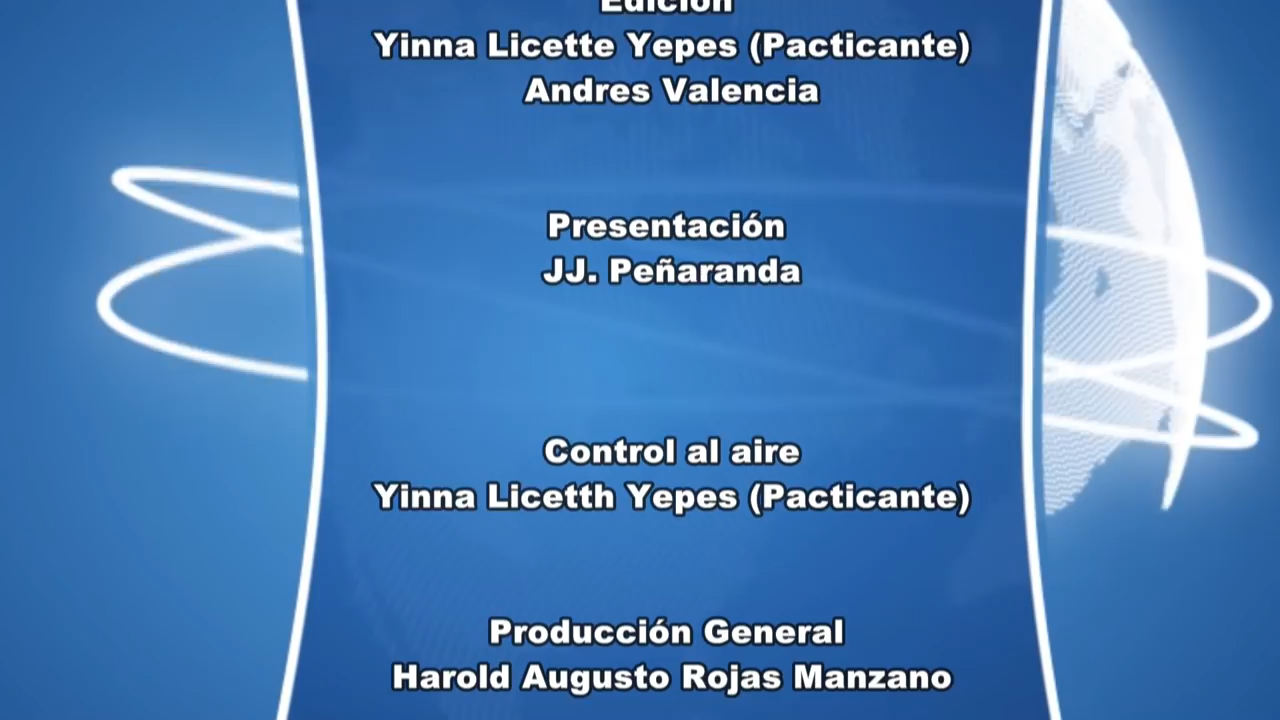 Edición
Yinna Licette Yepes (Pacticante)
Andres Valencia
Presentación
JJ. Peñaranda
Control al aire
Yinna Licetth Yepes (Pacticante)
Producción General
Harold Augusto Rojas Manzano